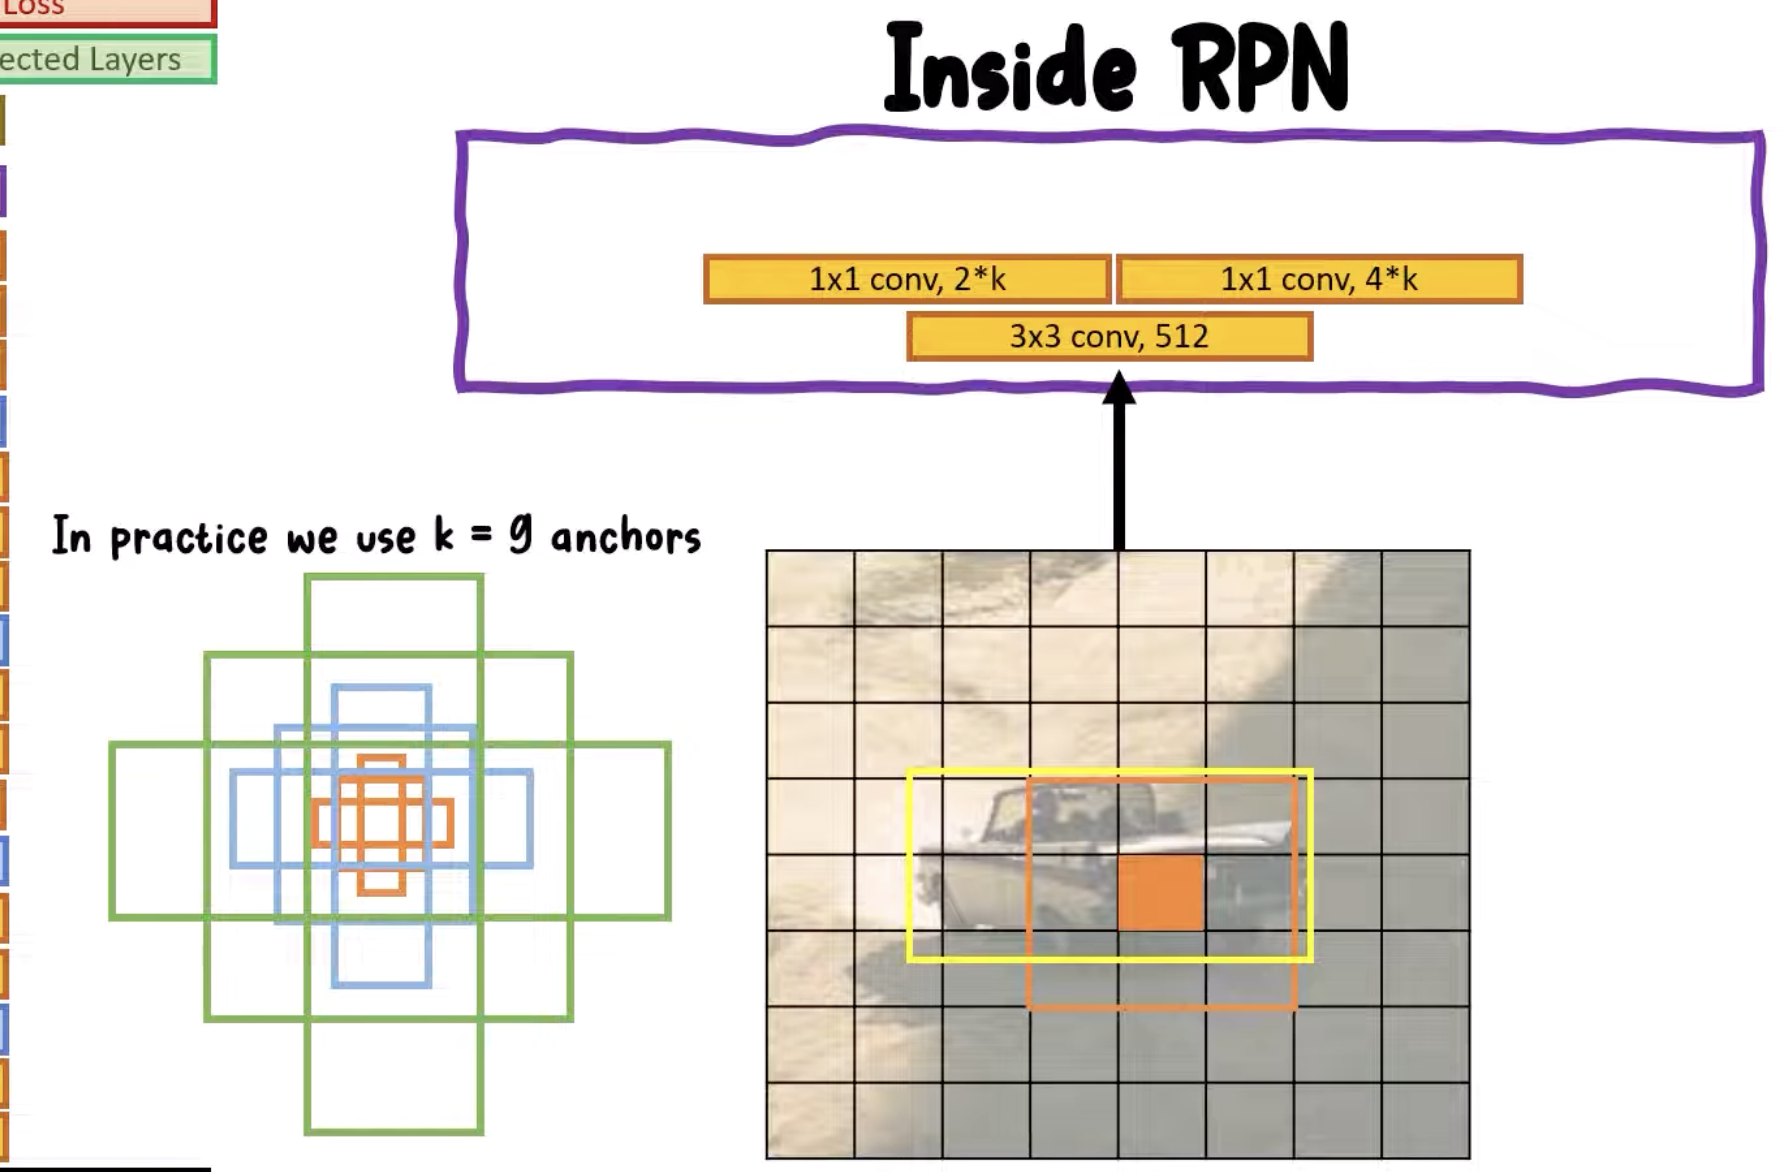 Loss
ected Layers
Inside RPN
1x1 conv, 2*k
1x1 conv, 4*k
3x3 conv, 512
In practice we use k = 9 anchors